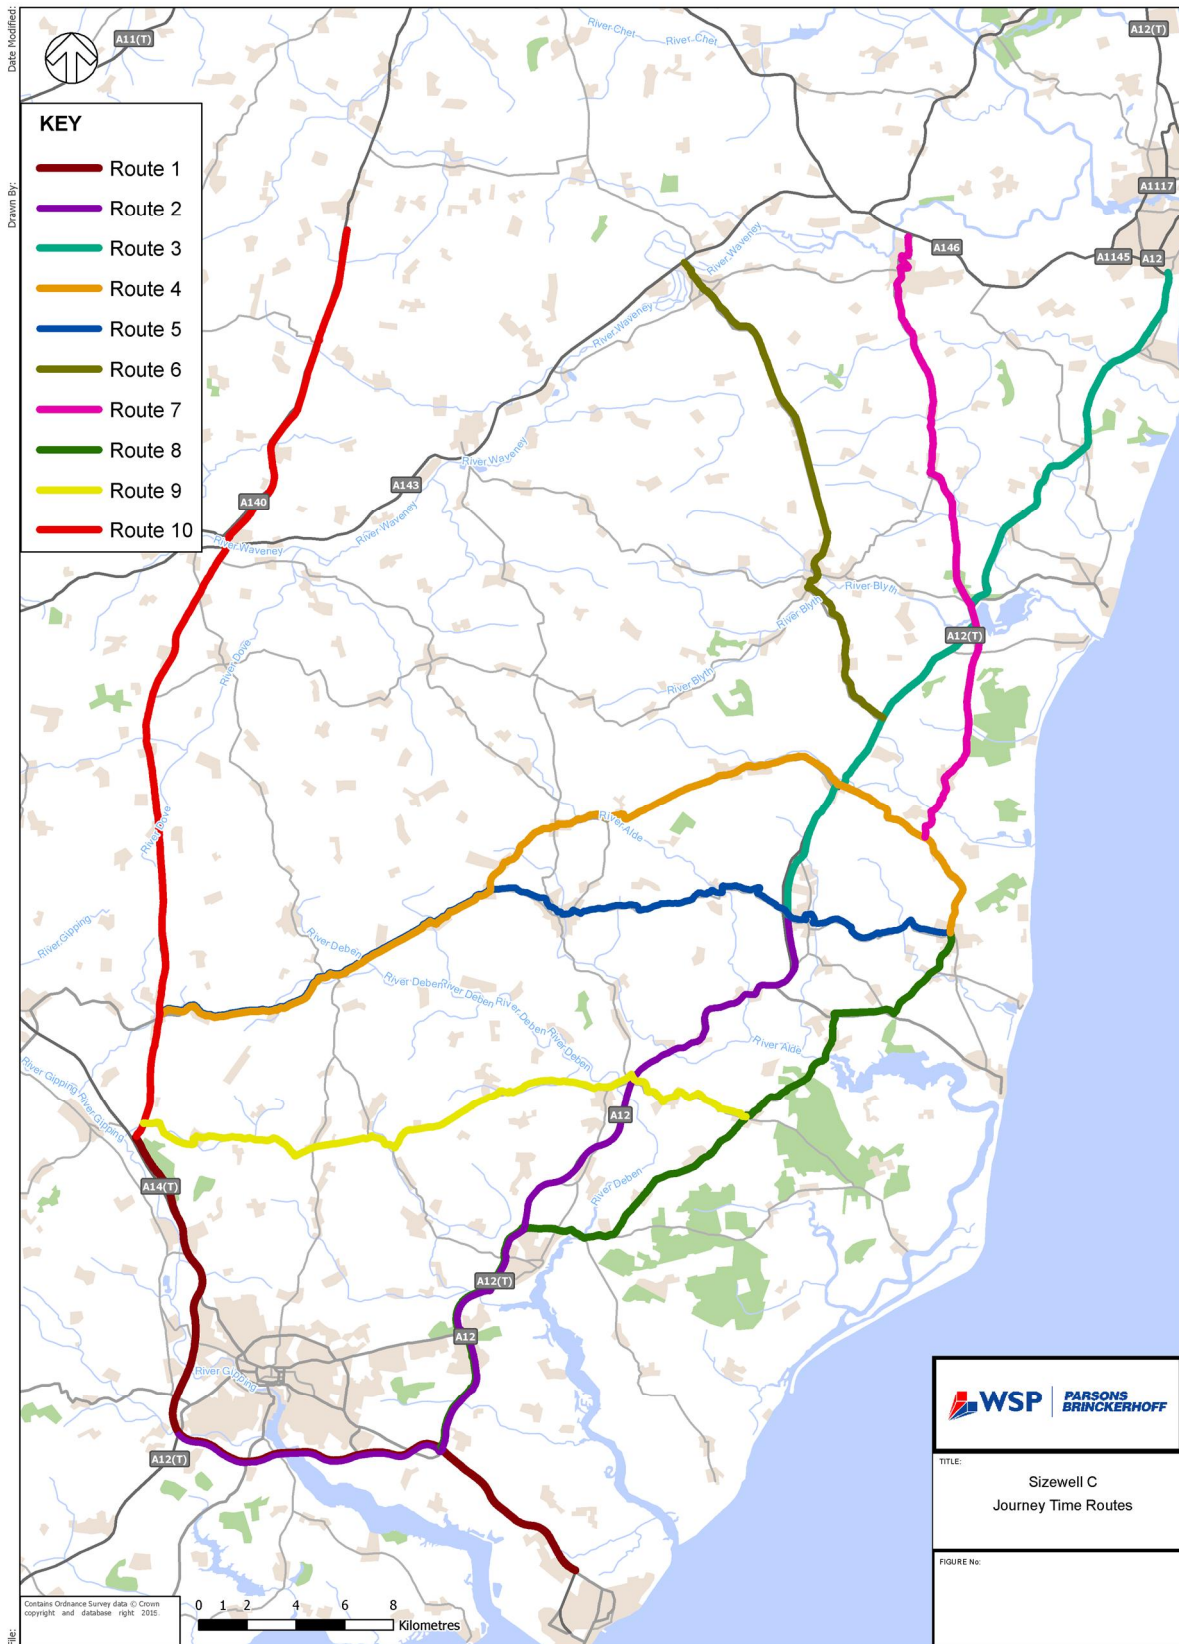 Date Modified:
Drawn By:
File:
A11(T)
River Chet
River Chet
A12(T)
KEY
Route 1
Route 2
Route 3
Route 4
Route 5
Route 6
Route 7
Route 8
Route 9
Route 10
A1117
A146
A1145
A12
River Waveney
River Waveney
River Waveney
A143
A140
River Waveney
River Waveney
River Blyth
River Blyth
A12(T)
River Dove
River Blyth
River Dove
River Alde
River Gipping
River Deben
River Deben
River Deben
River Deben
River Deben
River Alde
River Gipping
River Gipping
A12
A14(T)
River Deben
A12(T)
A12
River Gipping
A12(T)
WSP
PARSONS
BRINCKERHOFF
TITLE:
Sizewell C
Journey Time Routes
FIGURE No:
Contains Ordnance Survey data © Crown
copyright and database right 2015.
0 1 2 4 6 8
Kilometres